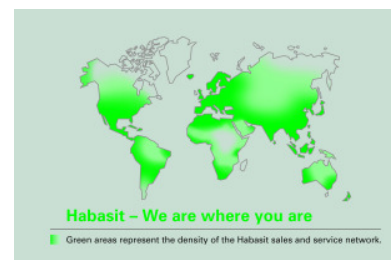 Habasit – We are where you are
Green areas represent the density of the Habasit sales and service network.